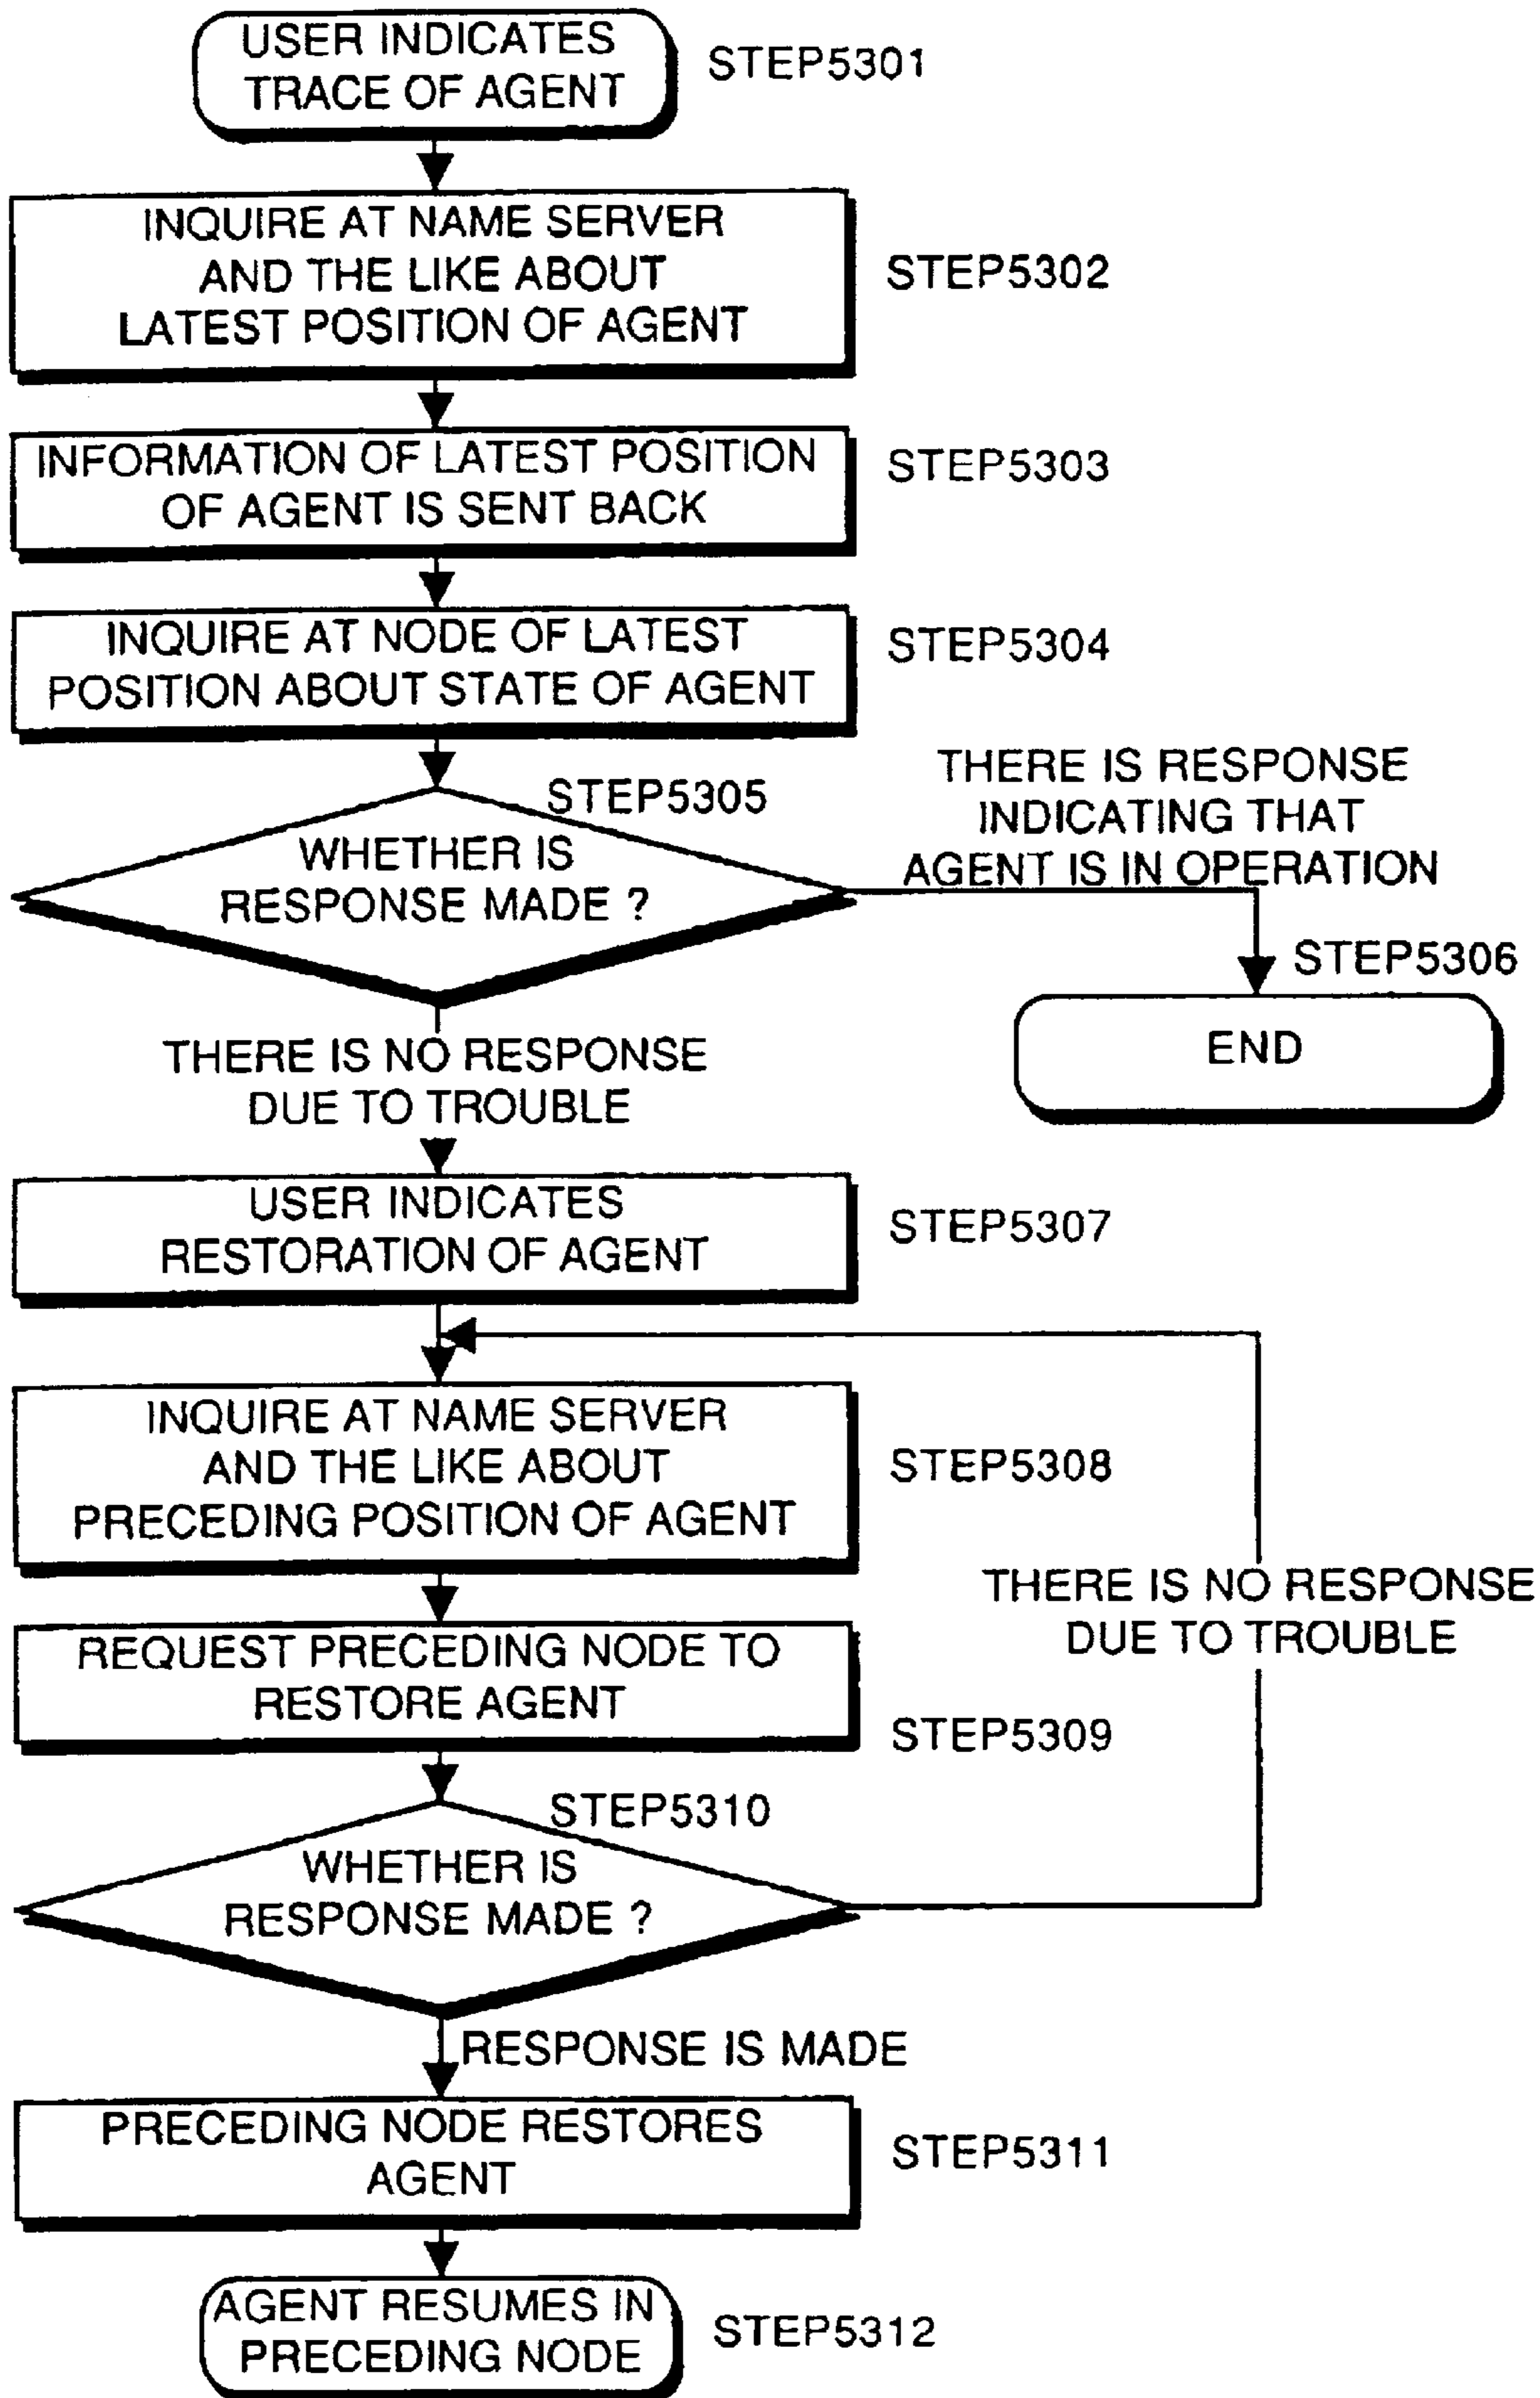 USER INDICATES
TRACE OF AGENT
STEP5301
INQUIRE AT NAME SERVER
AND THE LIKE ABOUT
LATEST POSITION OF AGENT
STEP5302
INFORMATION OF LATEST POSITION
OF AGENT IS SENT BACK
STEP5303
INQUIRE AT NODE OF LATEST
POSITION ABOUT STATE OF AGENT
STEP5304
STEP5305
WHETHER IS
RESPONSE MADE ?
THERE IS RESPONSE
INDICATING THAT
AGENT IS IN OPERATION
STEP5306
END
THERE IS NO RESPONSE
DUE TO TROUBLE
USER INDICATES
RESTORATION OF AGENT
STEP5307
INQUIRE AT NAME SERVER
AND THE LIKE ABOUT
PRECEDING POSITION OF AGENT
STEP5308
THERE IS NO RESPONSE
DUE TO TROUBLE
REQUEST PRECEDING NODE TO
RESTORE AGENT
STEP5309
STEP5310
WHETHER IS
RESPONSE MADE ?
RESPONSE IS MADE
PRECEDING NODE RESTORES
AGENT
STEP5311
AGENT RESUMES IN
PRECEDING NODE
STEP5312